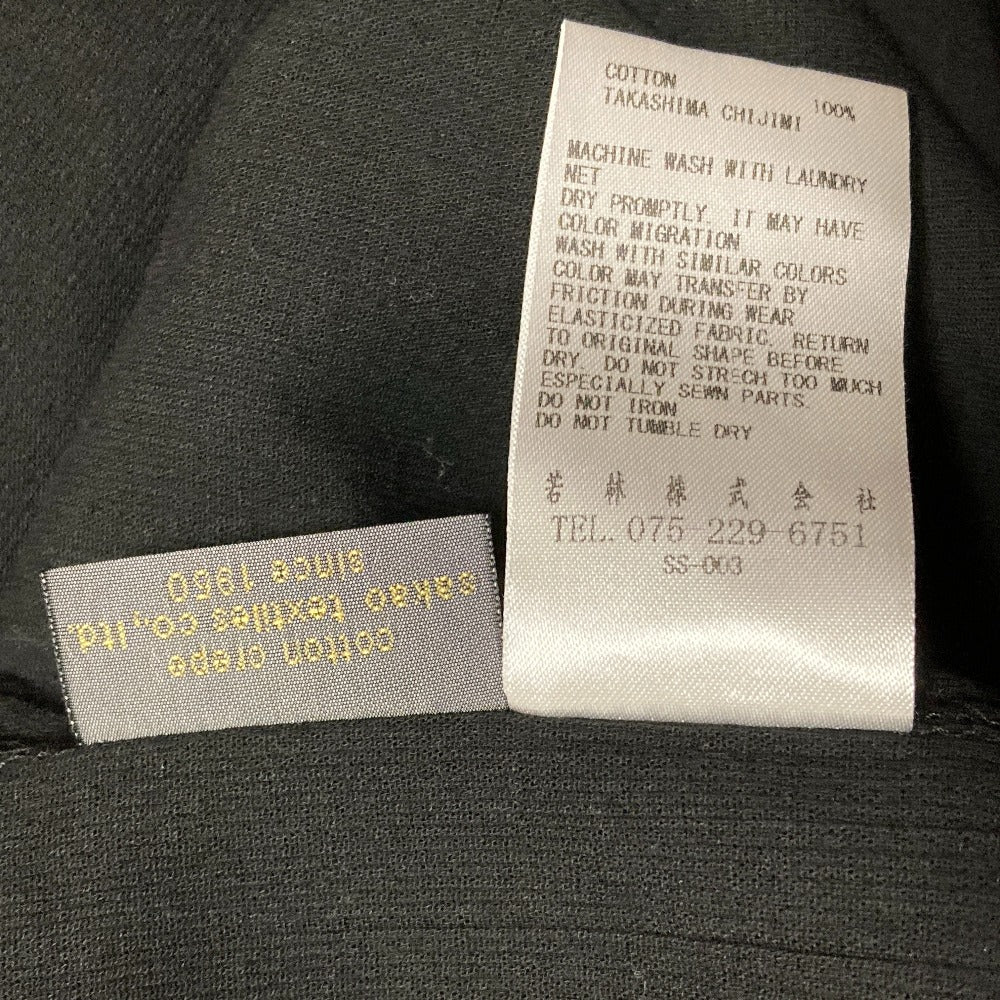 COTTON 100%
TAKASHIMA CHIJIMI
MACHINE WASH WITH LAUNDRY
NET
DRY PROMPTLY. IT MAY HAVE
COLOR MIGRATION
WASH WITH SIMILAR COLORS
COLOR MAY TRANSFER BY
FRICTION DURING WEAR
ELASTICIZED FABRIC. RETURN
TO ORIGINAL SHAPE BEFORE
DRY. DO NOT STRECH TOO MUCH
ESPECIALLY SEWN PARTS.
DO NOT IRON
DO NOT TUMBLE DRY
若林株式会社
TEL. 075-229-6751
SS-003
cotton crepe
sakao textiles co., ltd.
since 1950